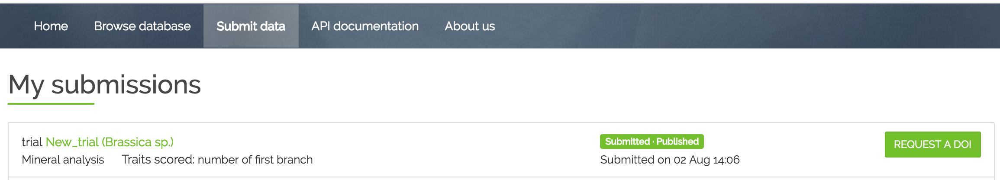 Home Browse database Submit data API documentation About us
My submissions
trial New_trial (Brassica sp.) Submitted · Published REQUEST A DOI
Mineral analysis Traits scored: number of first branch Submitted on 02 Aug 14:06